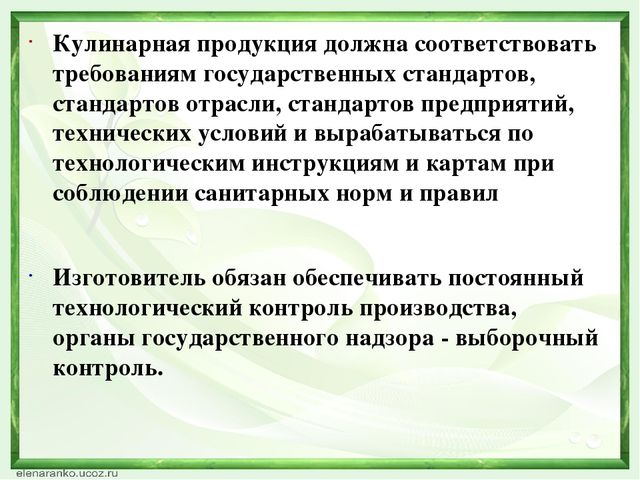 Кулинарная продукция должна соответствовать
требованиям государственных стандартов,
стандартов отрасли, стандартов предприятий,
технических условий и вырабатываться по
технологическим инструкциям и картам при
соблюдении санитарных норм и правил
Изготовитель обязан обеспечивать постоянный
технологический контроль производства,
органы государственного надзора - выборочный
контроль.
elenaranko.ucoz.ru